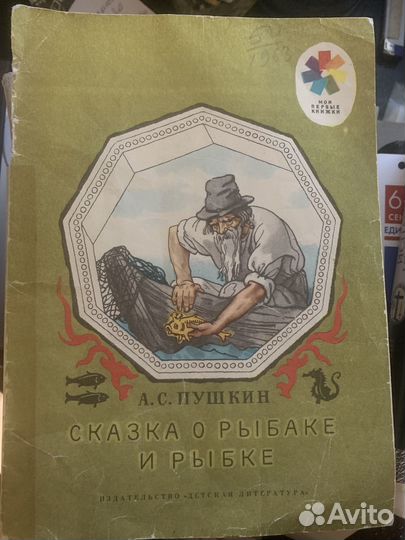 МОИ
ПЕРВЫЕ
КНИЖКИ
А.С. ПУШКИН
СКАЗКА О РЫБАКЕ
И РЫБКЕ
ИЗДАТЕЛЬСТВО «ДЕТСКАЯ ЛИТЕРАТУРА»
Avito